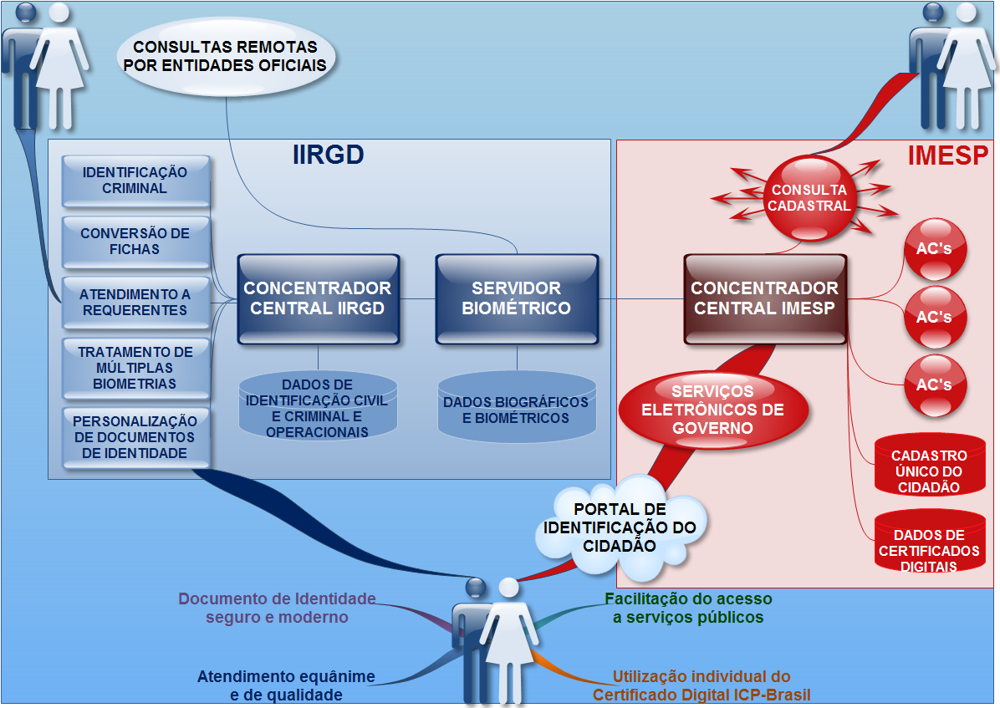 CONSULTAS REMOTAS
POR ENTIDADES OFICIAIS
IIRGD
IDENTIFICAÇÃO
CRIMINAL
CONVERSÃO DE
FICHAS
ATENDIMENTO A
REQUERENTES
TRATAMENTO DE
MÚLTIPLAS
BIOMETRIAS
PERSONALIZAÇÃO
DE DOCUMENTOS
DE IDENTIDADE
CONCENTRADOR
CENTRAL IIRGD
DADOS DE
IDENTIFICAÇÃO CIVIL
E CRIMINAL E
OPERACIONAIS
SERVIDOR
BIOMÉTRICO
DADOS BIOGRÁFICOS
E BIOMÉTRICOS
IMESP
CONSULTA
CADASTRAL
CONCENTRADOR
CENTRAL IMESP
AC's
AC's
AC's
SERVIÇOS
ELETRÔNICOS DE
GOVERNO
CADASTRO
ÚNICO DO
CIDADÃO
DADOS DE
CERTIFICADOS
DIGITAIS
PORTAL DE
IDENTIFICAÇÃO DO
CIDADÃO
Documento de Identidade
seguro e moderno
Facilitação do acesso
a serviços públicos
Atendimento equânime
e de qualidade
Utilização individual do
Certificado Digital ICP-Brasil